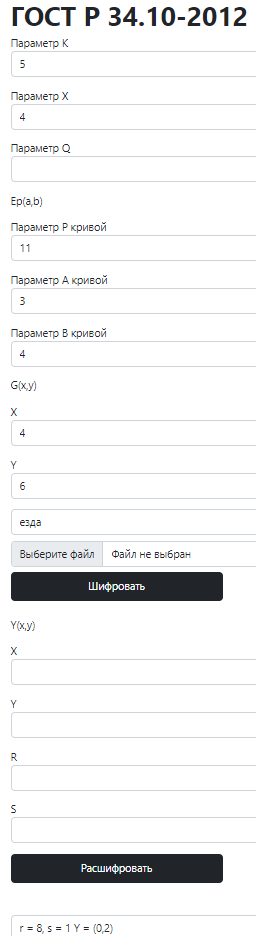 ГОСТ Р 34.10-2012
Параметр K
5
Параметр X
4
Параметр Q
Ep(a,b)
Параметр P кривой
11
Параметр А кривой
3
Параметр В кривой
4
G(x,y)
X
4
Y
6
езда
Выберите файл Файл не выбран
Шифровать
Y(x,y)
X
Y
R
S
Расшифровать
r = 8, s = 1 Y = (0,2)